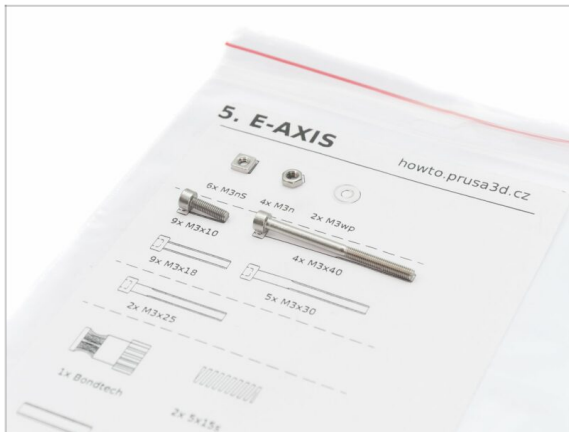 5. E-AXIS
howto.prusa3d.cz
6x M3nS 4x M3n 2x M3wp
9x M3x10 4x M3x40
9x M3x18 5x M3x30
2x M3x25
1x Bondtech 2x 5x15s